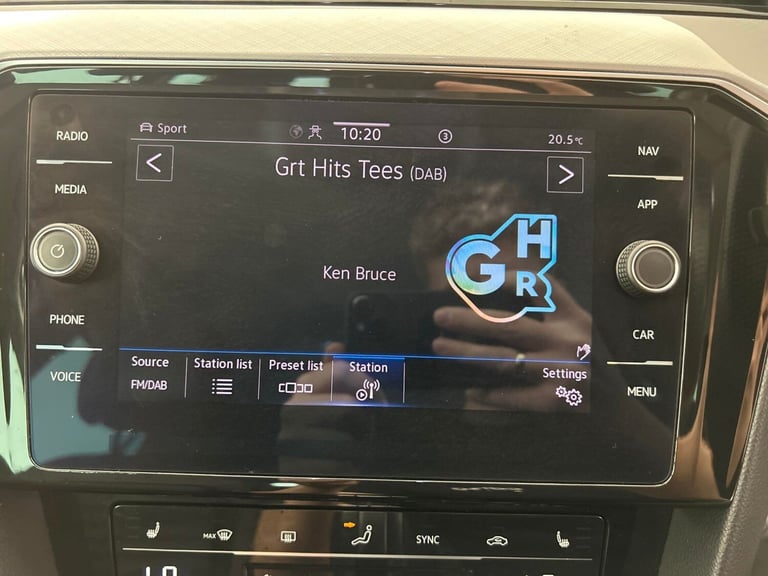 RADIO
MEDIA
PHONE
VOICE
Sport
10:20
3
20.5°C
<
Grt Hits Tees (DAB)
>
Ken Bruce
G
H
R
Source
FM/DAB
Station list
Preset list
Station
Settings
NAV
APP
CAR
MENU
MAX
SYNC